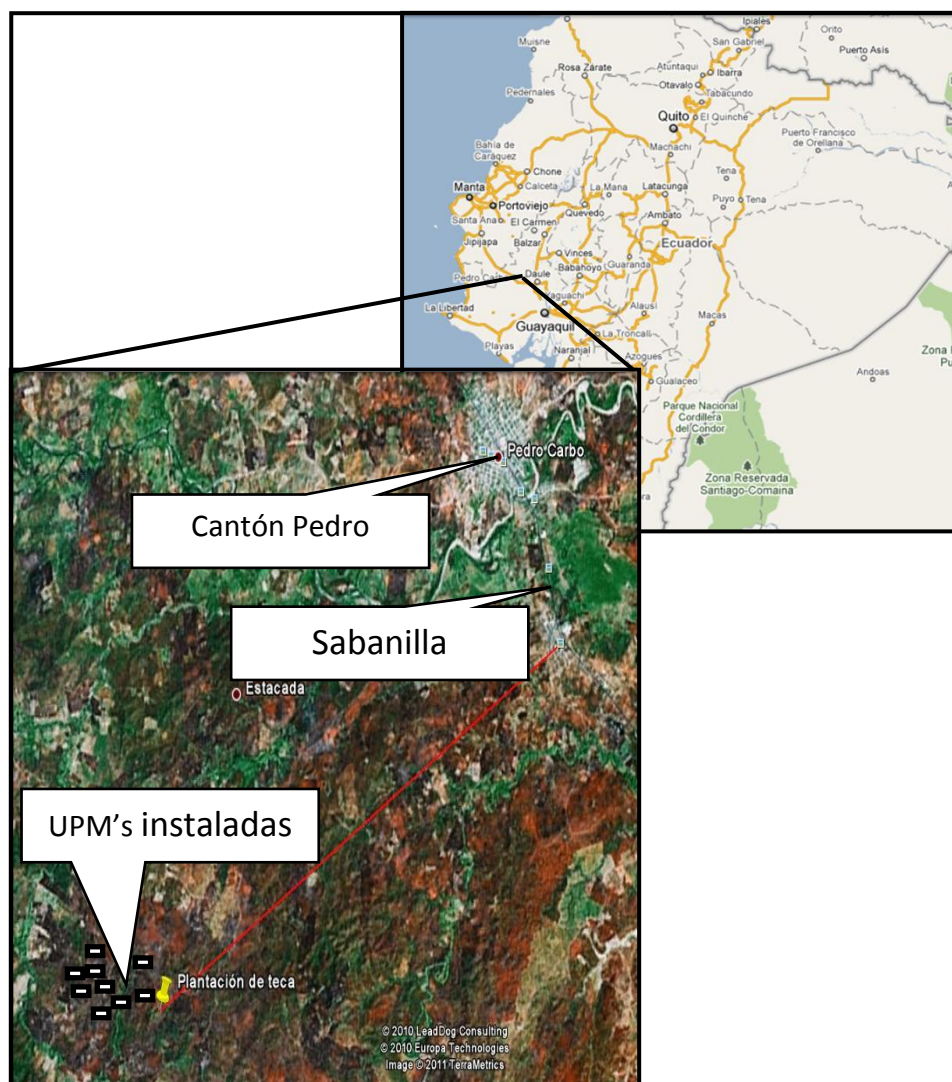 Ipiales
Orito
Muisne
San Gabriel
Puerto Asís
Rosa Zárate
Atuntaqui
Ibarra
Otavalo
Tabacundo
Pedernales
Quito
El Quinche
Machachi
Puerto Francisco
de Orellana
Bahía de
Caráquez
Chone
Tena
Manta
Calceta
La Mana
Latacunga
Portoviejo
Puyo
Tena
Santa Ana
El Carmen
Quevedo
Ambato
Jipijapa
Balzar
Ecuador
Vinces
Guaranda
Pedro Carbo
Daule
Babahoyo
Yaguachi
Alausí
Macas
La Libertad
Guayaquil
La Troncal
Playas
Naranjal
Azogues
Gualaceo
Andoas
Parque Nacional
Cordillera
del Condor
Zona Reservada
Santiago-Comaina
Pedro Carbo
Cantón Pedro
Sabanilla
Estacada
UPM's instaladas
Plantación de teca
© 2010 LeadDog Consulting
© 2010 Europa Technologies
Image © 2011 TerraMetrics